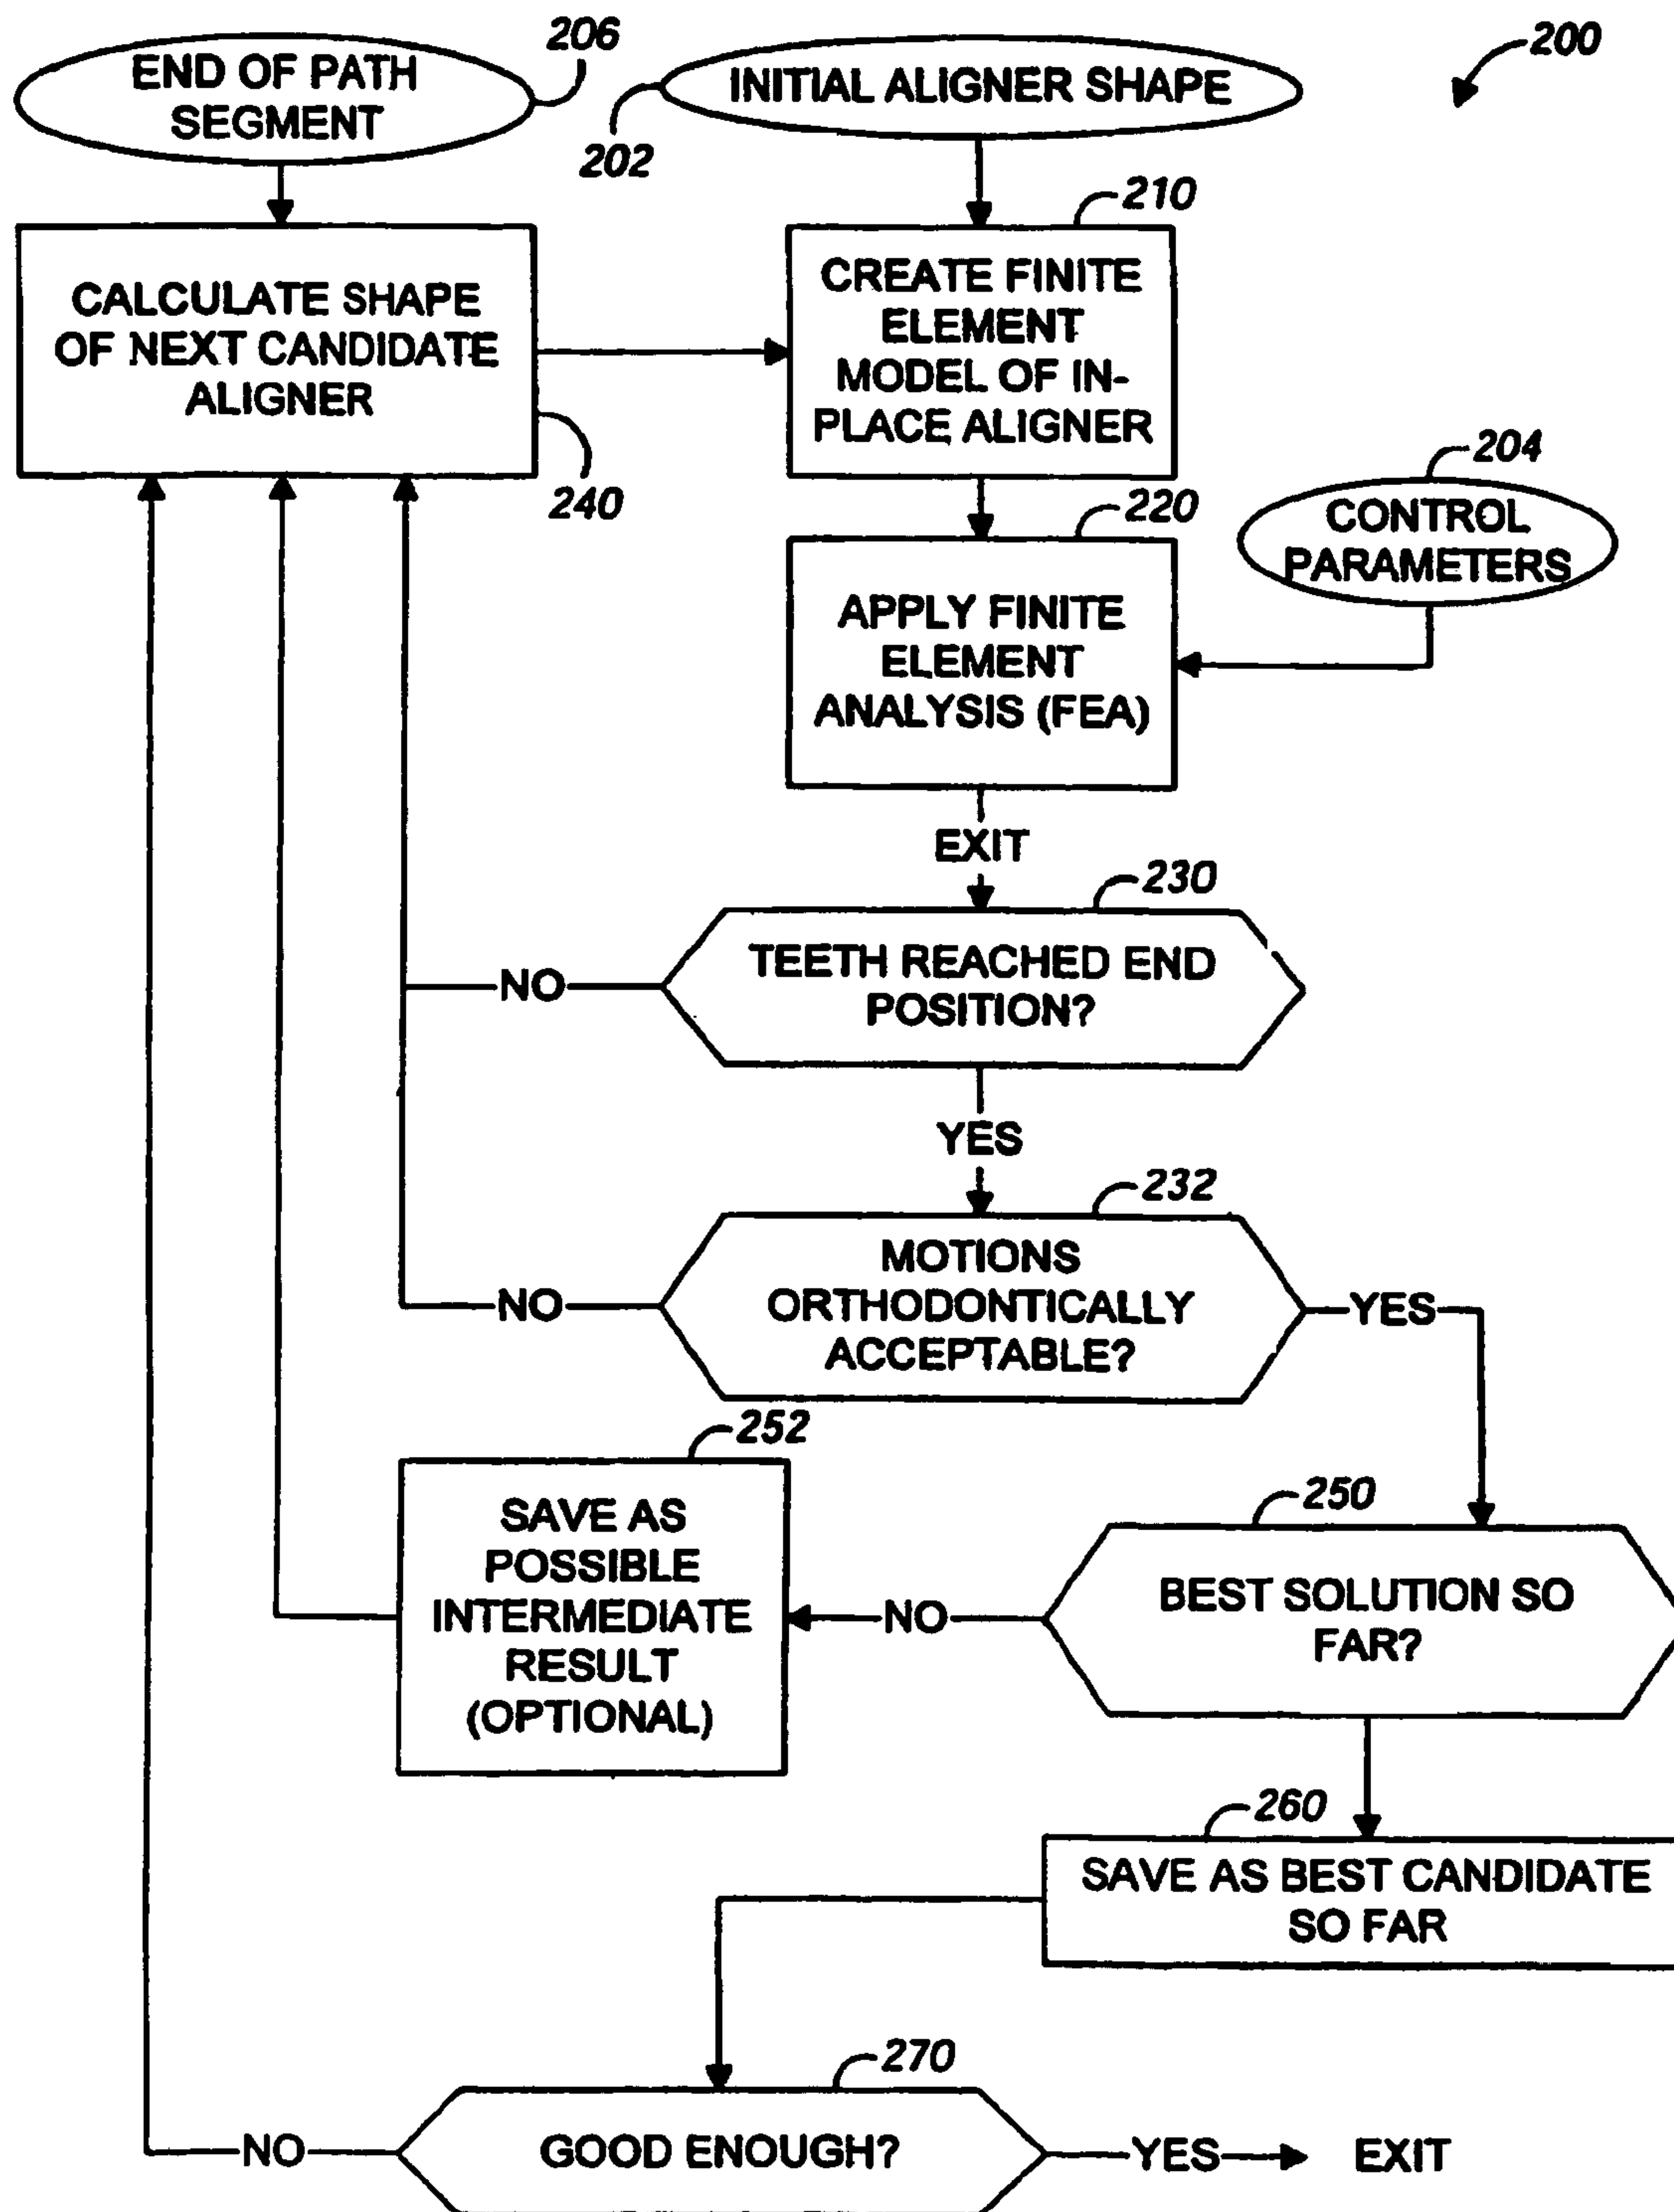 206
200
END OF PATH
SEGMENT
INITIAL ALIGNER SHAPE
202
210
CALCULATE SHAPE
OF NEXT CANDIDATE
ALIGNER
CREATE FINITE
ELEMENT
MODEL OF IN-
PLACE ALIGNER
240
204
CONTROL
PARAMETERS
220
APPLY FINITE
ELEMENT
ANALYSIS (FEA)
EXIT
230
TEETH REACHED END
POSITION?
NO
YES
232
MOTIONS
ORTHODONTICALLY
ACCEPTABLE?
NO
YES
252
SAVE AS
POSSIBLE
INTERMEDIATE
RESULT
(OPTIONAL)
250
BEST SOLUTION SO
FAR?
NO
260
SAVE AS BEST CANDIDATE
SO FAR
270
GOOD ENOUGH?
NO
YES
EXIT